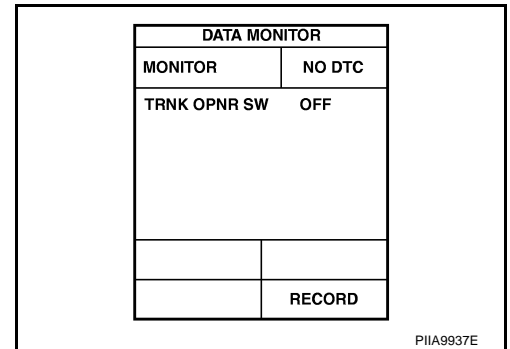 DATA MONITOR
MONITOR NO DTC
TRNK OPNR SW OFF
RECORD
PIIA9937E